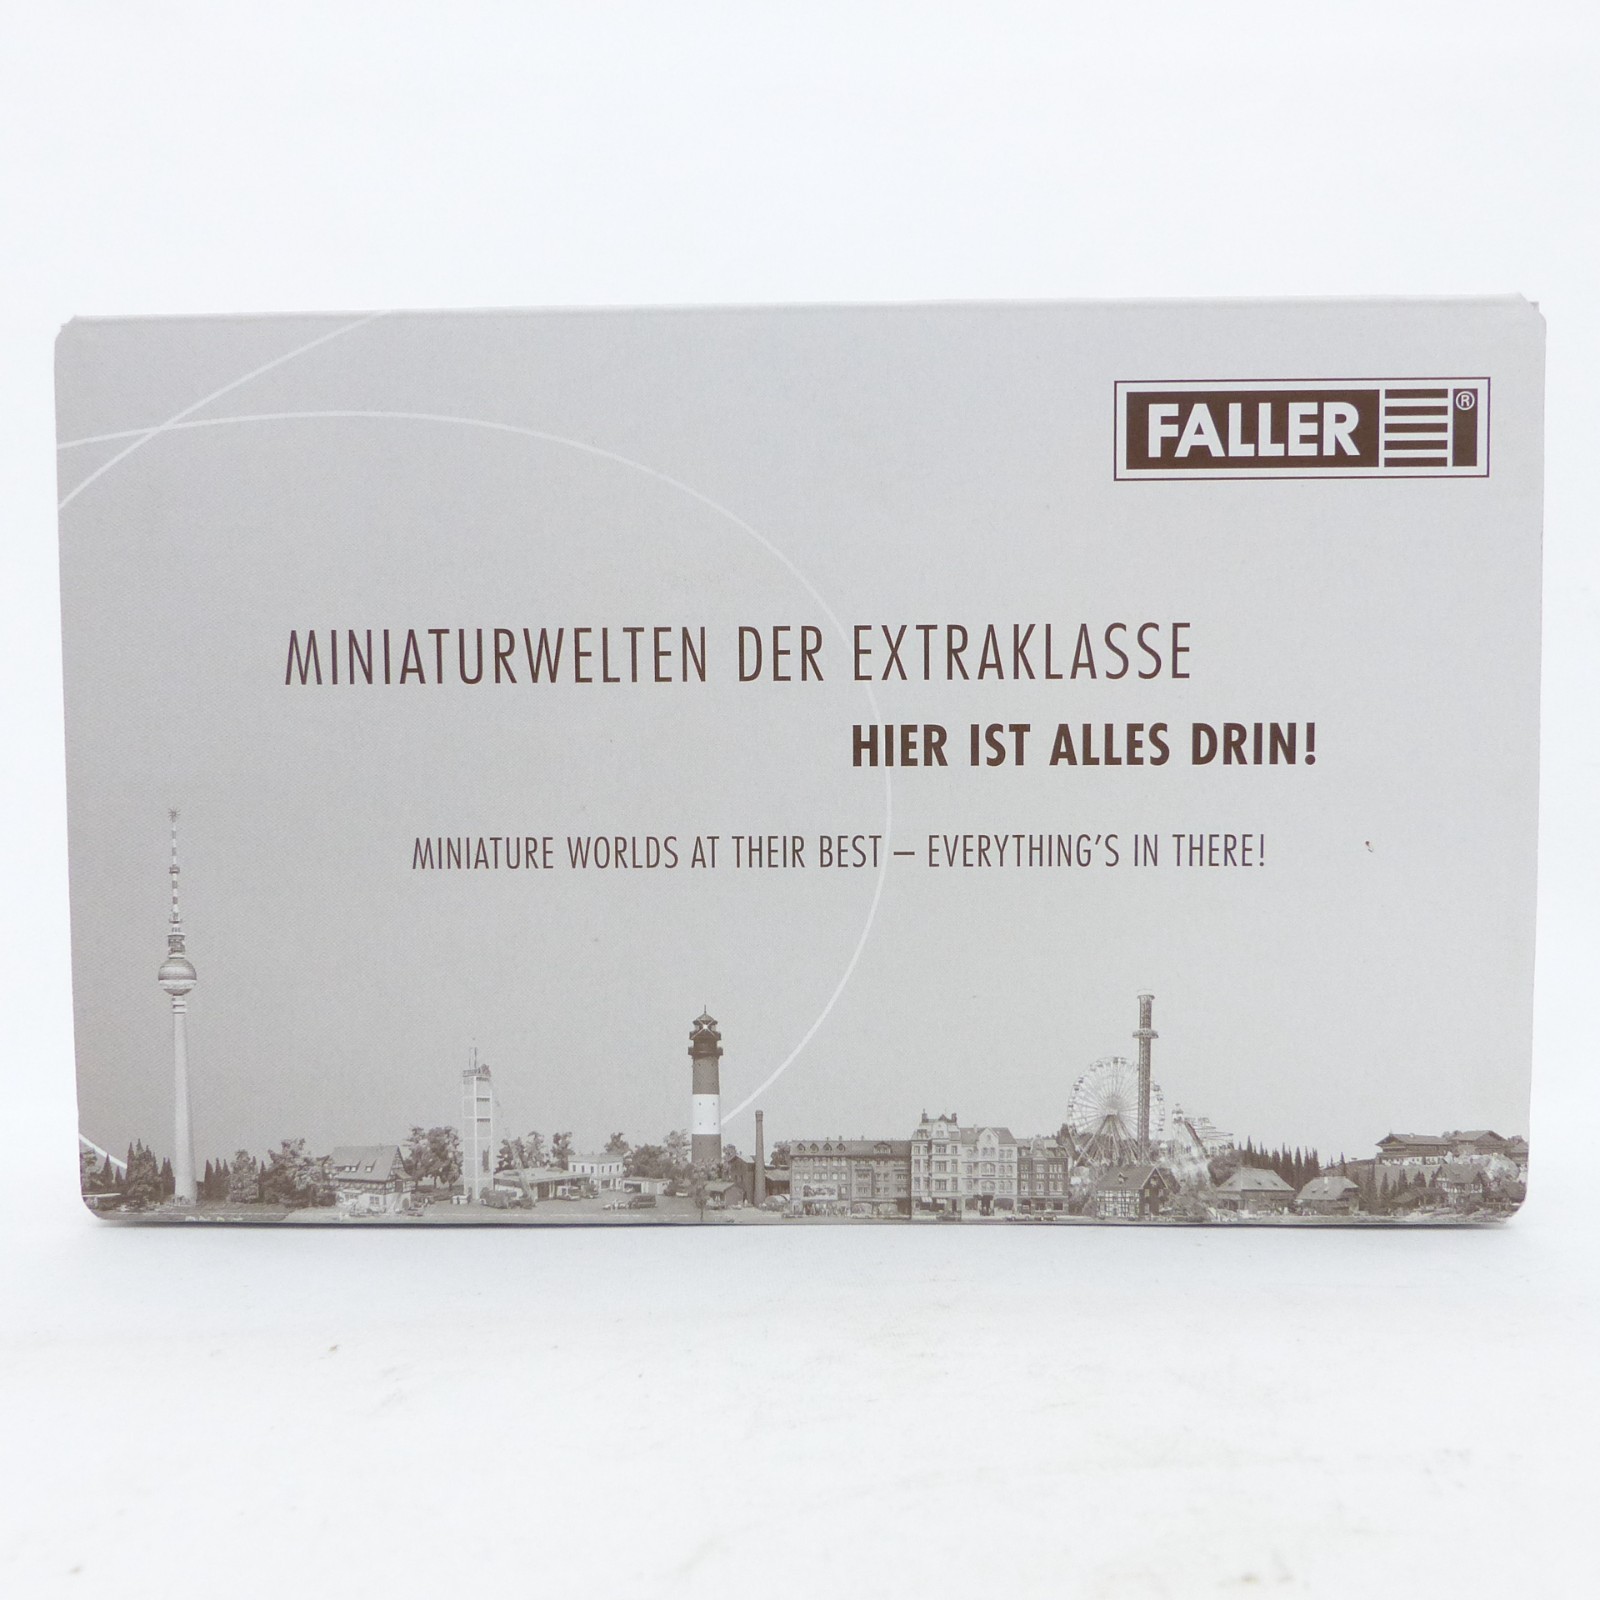 FALLER ®
MINIATURWELTEN DER EXTRAKLASSE
HIER IST ALLES DRIN!
MINIATURE WORLDS AT THEIR BEST – EVERYTHING'S IN THERE!